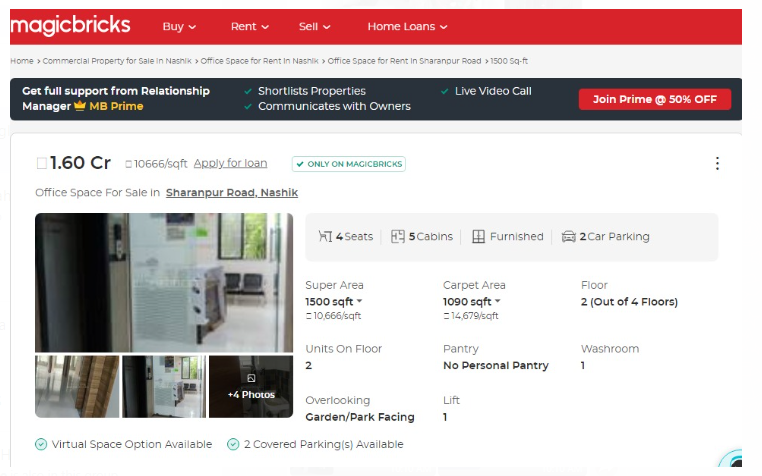 magicbricks Buy Rent Sell Home Loans
Home > Commercial Property for Sale in Nashik > Office Space for Rent in Nashik > Office Space for Rent in Sharanpur Road > 1500 Sq-ft
Get full support from Relationship
Manager MB Prime
Shortlists Properties
Live Video Call
Communicates with Owners
Join Prime @ 50% OFF
1.60 Cr 10666/sqft Apply for loan ONLY ON MAGICBRICKS
Office Space For Sale in Sharanpur Road, Nashik
4 Seats 5 Cabins Furnished 2 Car Parking
Super Area Carpet Area Floor
1500 sqft 1090 sqft 2 (Out of 4 Floors)
10,666/sqft 14,679/sqft
Units On Floor Pantry Washroom
2 No Personal Pantry 1
+4 Photos
Overlooking Lift
Garden/Park Facing 1
Virtual Space Option Available 2 Covered Parking(s) Available